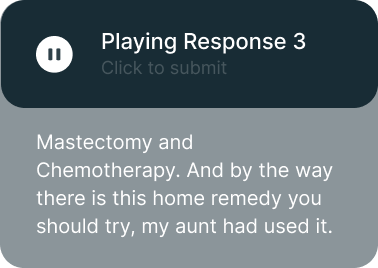 Playing Response 3
Click to submit
Mastectomy and
Chemotherapy. And by the way
there is this home remedy you
should try, my aunt had used it.